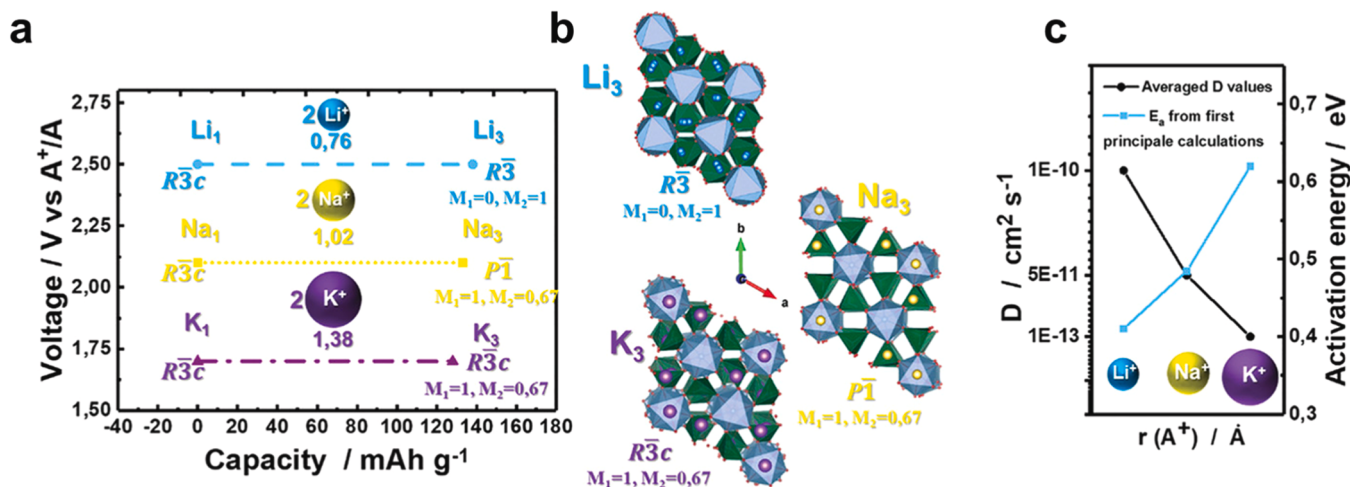 a
Voltage / V vs A⁺/A
2,75
2,50
2,25
2,00
1,75
1,50
-40 -20 0 20 40 60 80 100 120 140 160 180
Capacity / mAh g⁻¹
2 Li⁺
0,76
Li₁
Li₃
R3̅c
R3̅
M₁=0, M₂=1
2 Na⁺
1,02
Na₁
Na₃
R3̅c
P1̅
M₁=1, M₂=0,67
2 K⁺
1,38
K₁
K₃
R3̅c
R3̅c
M₁=1, M₂=0,67
b
Li₃
R3̅
M₁=0, M₂=1
b
a
Na₃
P1̅
M₁=1, M₂=0,67
K₃
R3̅c
M₁=1, M₂=0,67
c
Averaged D values
Eₐ from first
principale calculations
D / cm² s⁻¹
1E-10
5E-11
1E-13
Activation energy / eV
0,7
0,6
0,5
0,4
0,3
Li⁺ Na⁺ K⁺
r (A⁺) / Ȧ